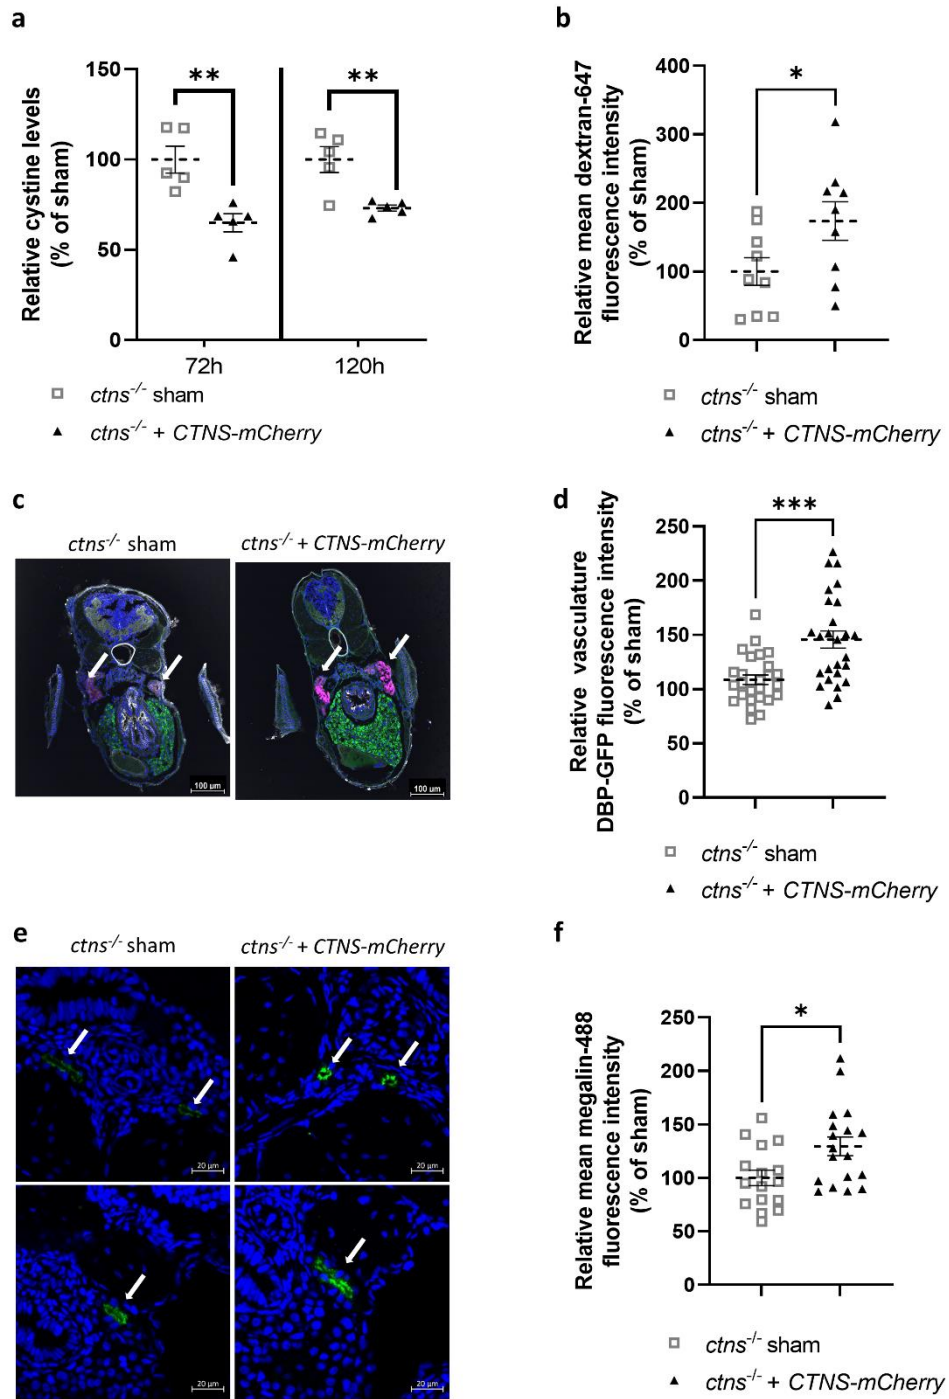 a
Relative cystine levels
(% of sham)
150
100
50
0
**
**
72h
120h
ctns-/- sham
ctns-/- + CTNS-mCherry
b
Relative mean dextran-647
fluorescence intensity
(% of sham)
400
300
200
100
0
*
ctns-/- sham
ctns-/- + CTNS-mCherry
c
ctns-/- sham
ctns-/- + CTNS-mCherry
100 µm
100 µm
d
Relative vasculature
DBP-GFP fluorescence intensity
(% of sham)
250
200
150
100
50
0
***
ctns-/- sham
ctns-/- + CTNS-mCherry
e
ctns-/- sham
ctns-/- + CTNS-mCherry
20 µm
20 µm
20 µm
20 µm
f
Relative mean megalin-488
fluorescence intensity
(% of sham)
250
200
150
100
50
0
*
ctns-/- sham
ctns-/- + CTNS-mCherry